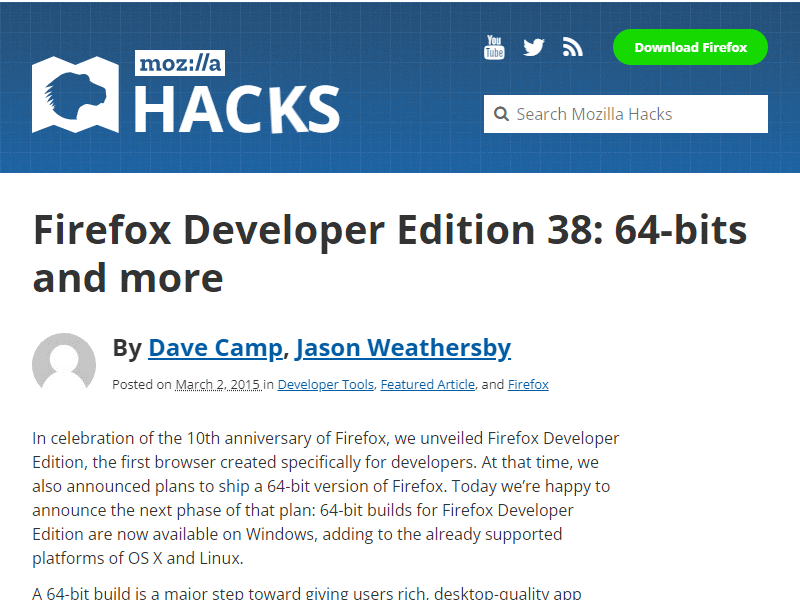 You
Tube
Download Firefox
moz://a
HACKS
Search Mozilla Hacks
Firefox Developer Edition 38: 64-bits
and more
By Dave Camp, Jason Weathersby
Posted on March 2, 2015 in Developer Tools, Featured Article, and Firefox
In celebration of the 10th anniversary of Firefox, we unveiled Firefox Developer
Edition, the first browser created specifically for developers. At that time, we
also announced plans to ship a 64-bit version of Firefox. Today we’re happy to
announce the next phase of that plan: 64-bit builds for Firefox Developer
Edition are now available on Windows, adding to the already supported
platforms of OS X and Linux.
A 64-bit build is a major step toward giving users rich, desktop-quality app